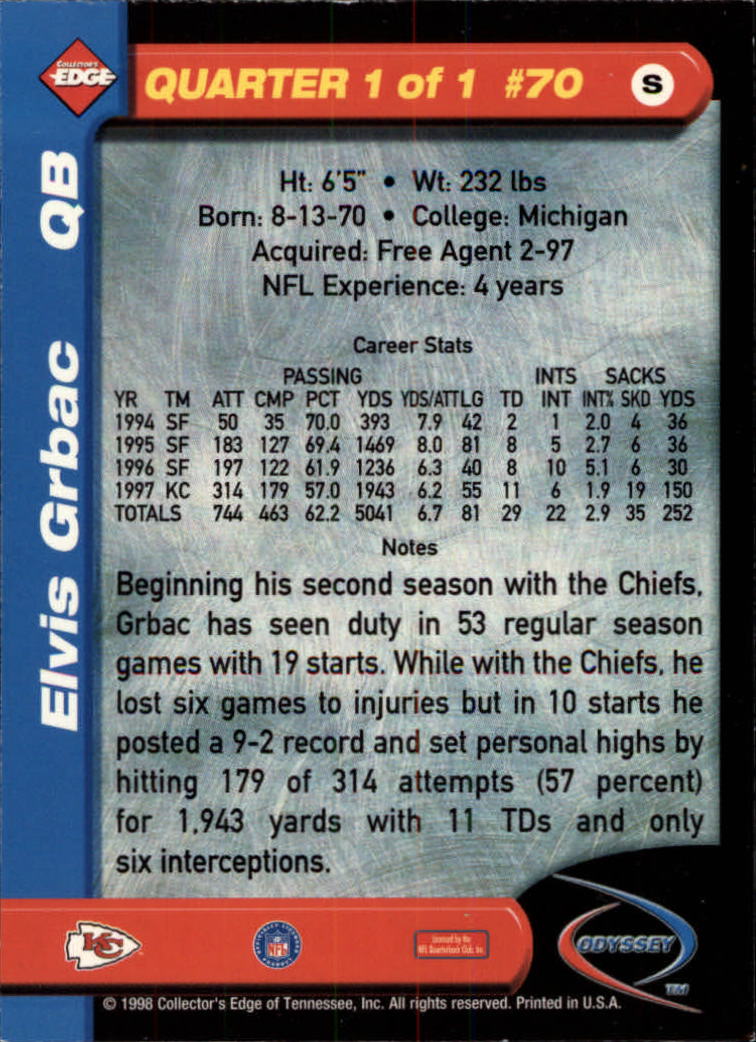 COLLECTOR'S
EDGE
QUARTER 1 of 1 #70
S
Elvis Grbac QB
Ht: 6'5" • Wt: 232 lbs
Born: 8-13-70 • College: Michigan
Acquired: Free Agent 2-97
NFL Experience: 4 years
Career Stats
PASSING INTS SACKS
YR TM ATT CMP PCT YDS YDS/ATT LG TD INT INT% SKD YDS
1994 SF 50 35 70.0 393 7.9 42 2 1 2.0 4 36
1995 SF 183 127 69.4 1469 8.0 81 8 5 2.7 6 36
1996 SF 197 122 61.9 1236 6.3 40 8 10 5.1 6 30
1997 KC 314 179 57.0 1943 6.2 55 11 6 1.9 19 150
TOTALS 744 463 62.2 5041 6.7 81 29 22 2.9 35 252
Notes
Beginning his second season with the Chiefs,
Grbac has seen duty in 53 regular season
games with 19 starts. While with the Chiefs, he
lost six games to injuries but in 10 starts he
posted a 9-2 record and set personal highs by
hitting 179 of 314 attempts (57 percent)
for 1,943 yards with 11 TDs and only
six interceptions.
KC
NFL
Licensed by the
NFL Quarterback Club, Inc.
ODYSSEY
TM
© 1998 Collector's Edge of Tennessee, Inc. All rights reserved. Printed in U.S.A.